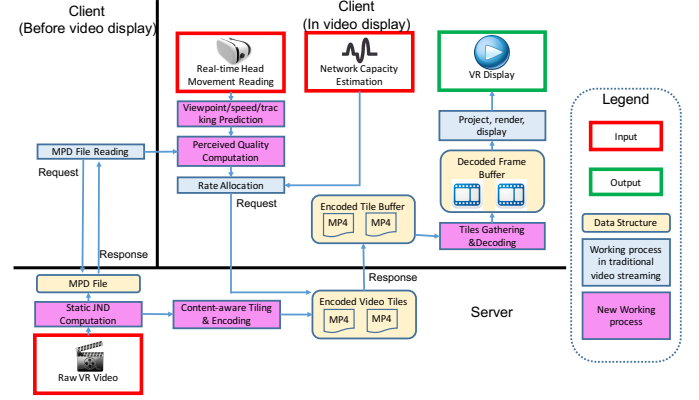 Client
(Before video display)
Client
(In video display)
Real-time Head
Movement Reading
Network Capacity
Estimation
VR Display
Viewpoint/speed/trac
king Prediction
Project, render,
display
MPD File Reading
Perceived Quality
Computation
Decoded Frame
Buffer
Request
Rate Allocation
Request
Encoded Tile Buffer
MP4
MP4
Tiles Gathering
&Decoding
Response
Response
MPD File
Static JND
Computation
Content-aware Tiling
& Encoding
Encoded Video Tiles
MP4
MP4
Server
Raw VR Video
Legend
Input
Output
Data Structure
Working process
in traditional
video streaming
New Working
process